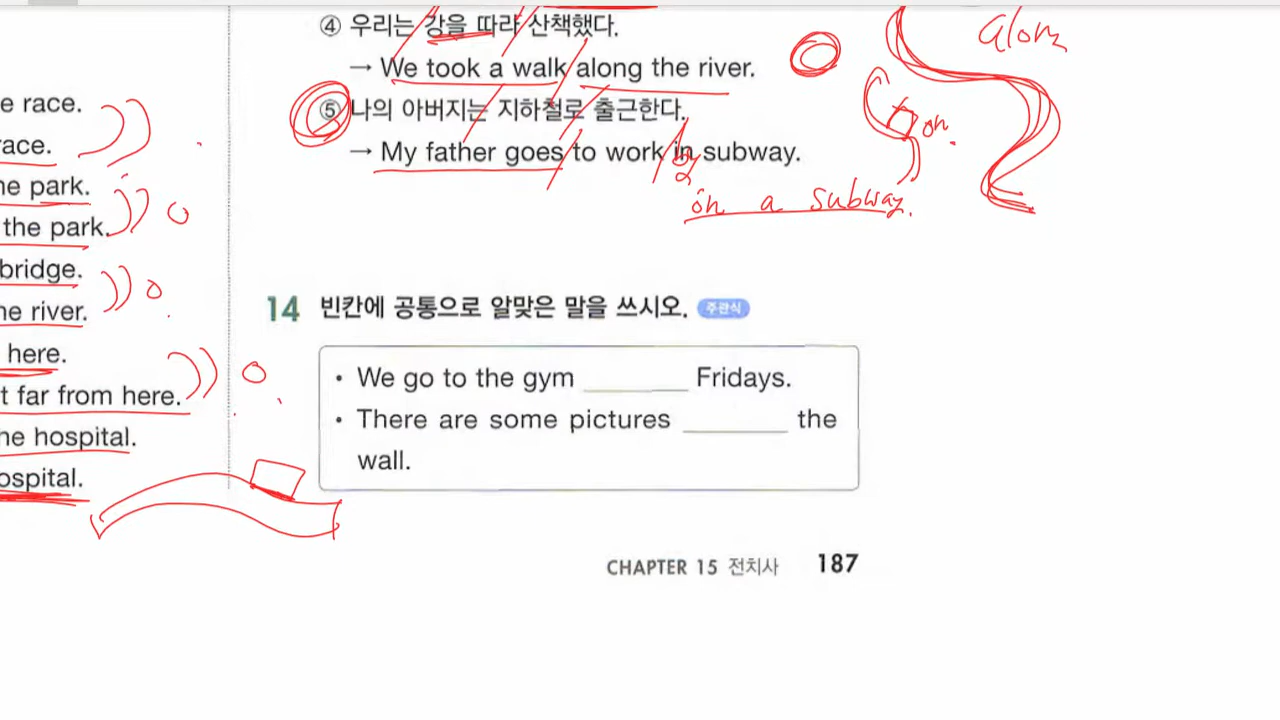 ④ 우리는 강을 따라 산책했다.
→ We took a walk along the river.
⑤ 나의 아버지는 지하철로 출근한다.
→ My father goes to work in subway.
by
on a subway.
on.
e race.
race.
ne park.
the park.
bridge.
ne river.
here.
t far from here.
he hospital.
ospital.
14 빈칸에 공통으로 알맞은 말을 쓰시오. 주관식
• We go to the gym ________ Fridays.
• There are some pictures ________ the
wall.
CHAPTER 15 전치사 187